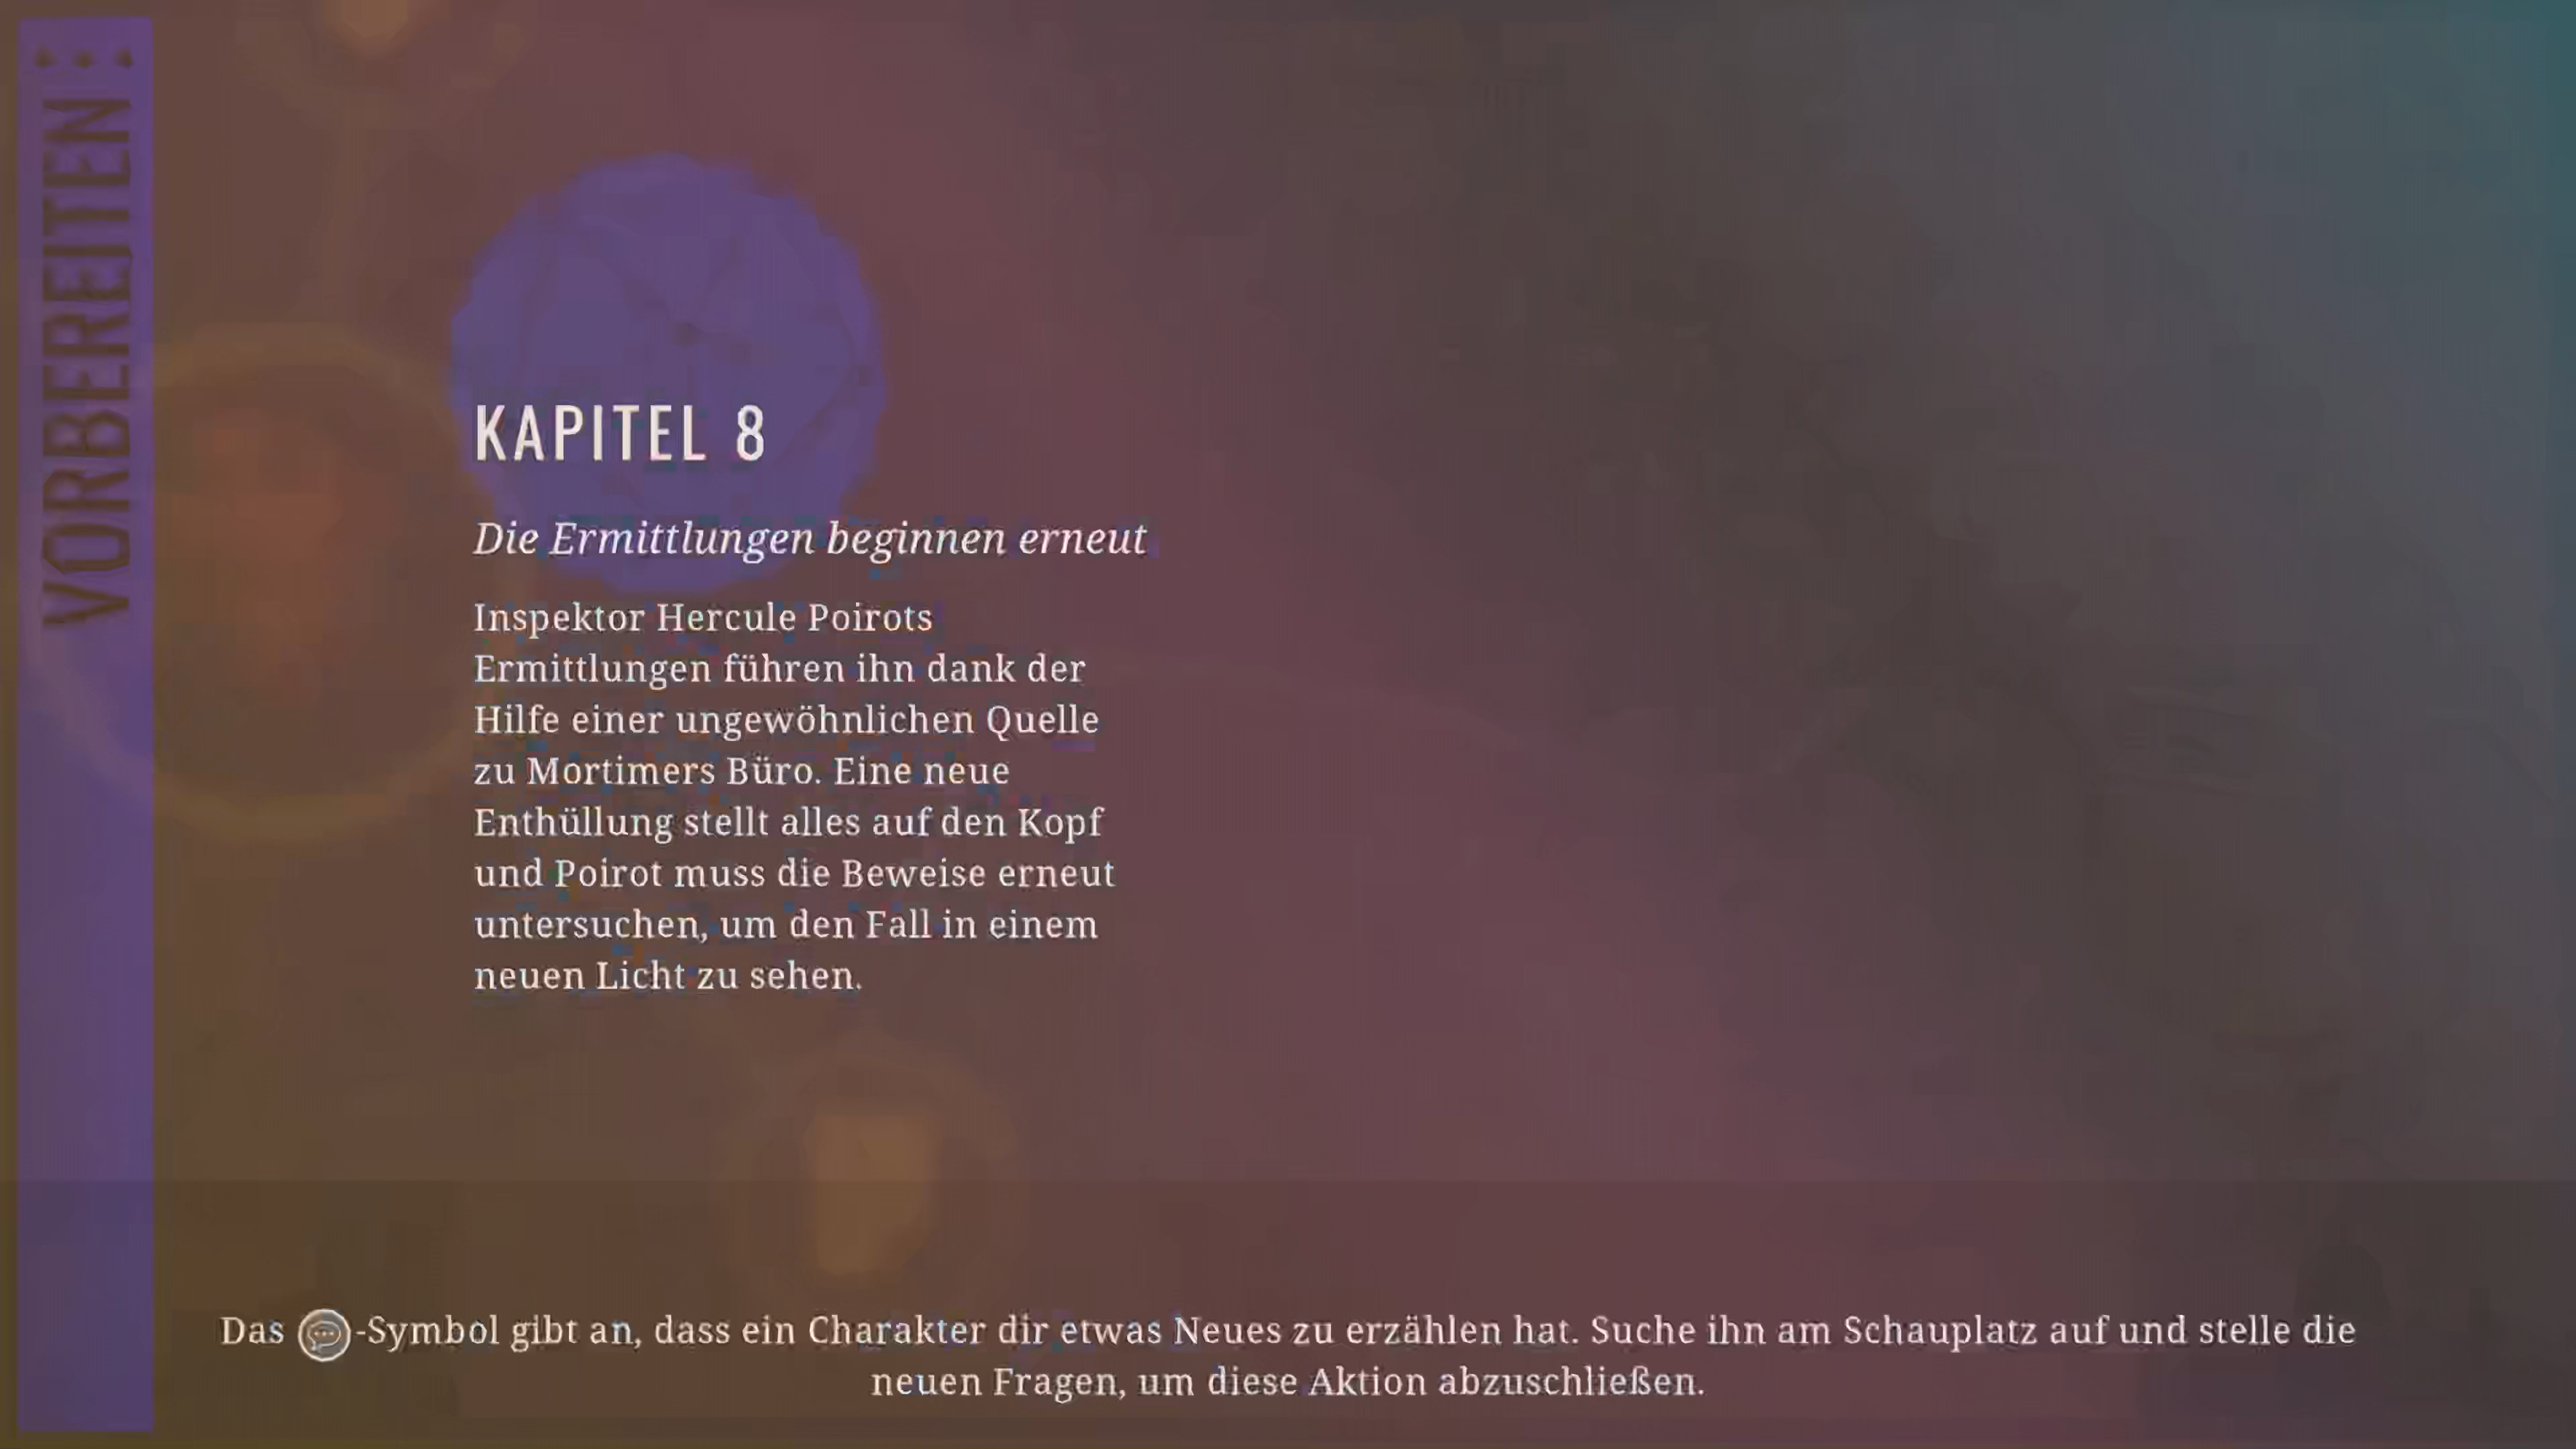 VORBEREITEN
KAPITEL 8
Die Ermittlungen beginnen erneut
Inspektor Hercule Poirots
Ermittlungen führen ihn dank der
Hilfe einer ungewöhnlichen Quelle
zu Mortimers Büro. Eine neue
Enthüllung stellt alles auf den Kopf
und Poirot muss die Beweise erneut
untersuchen, um den Fall in einem
neuen Licht zu sehen.
Das -Symbol gibt an, dass ein Charakter dir etwas Neues zu erzählen hat. Suche ihn am Schauplatz auf und stelle die
neuen Fragen, um diese Aktion abzuschließen.